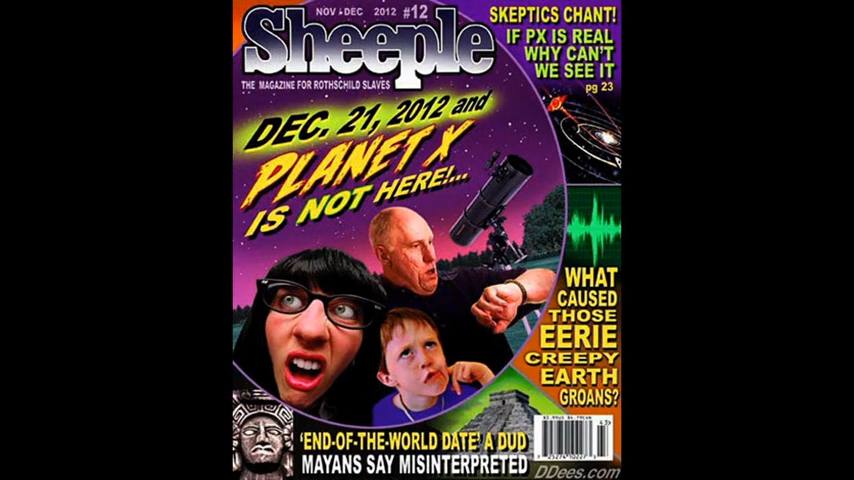 NOV - DEC 2012 #12
Sheeple
THE MAGAZINE FOR ROTHSCHILD SLAVES
SKEPTICS CHANT!
IF PX IS REAL
WHY CAN'T
WE SEE IT
pg 23
DEC. 21, 2012 and
PLANET X
IS NOT HERE!...
WHAT
CAUSED
THOSE
EERIE
CREEPY
EARTH
GROANS?
'END-OF-THE-WORLD DATE' A DUD
MAYANS SAY MISINTERPRETED
DDees.com